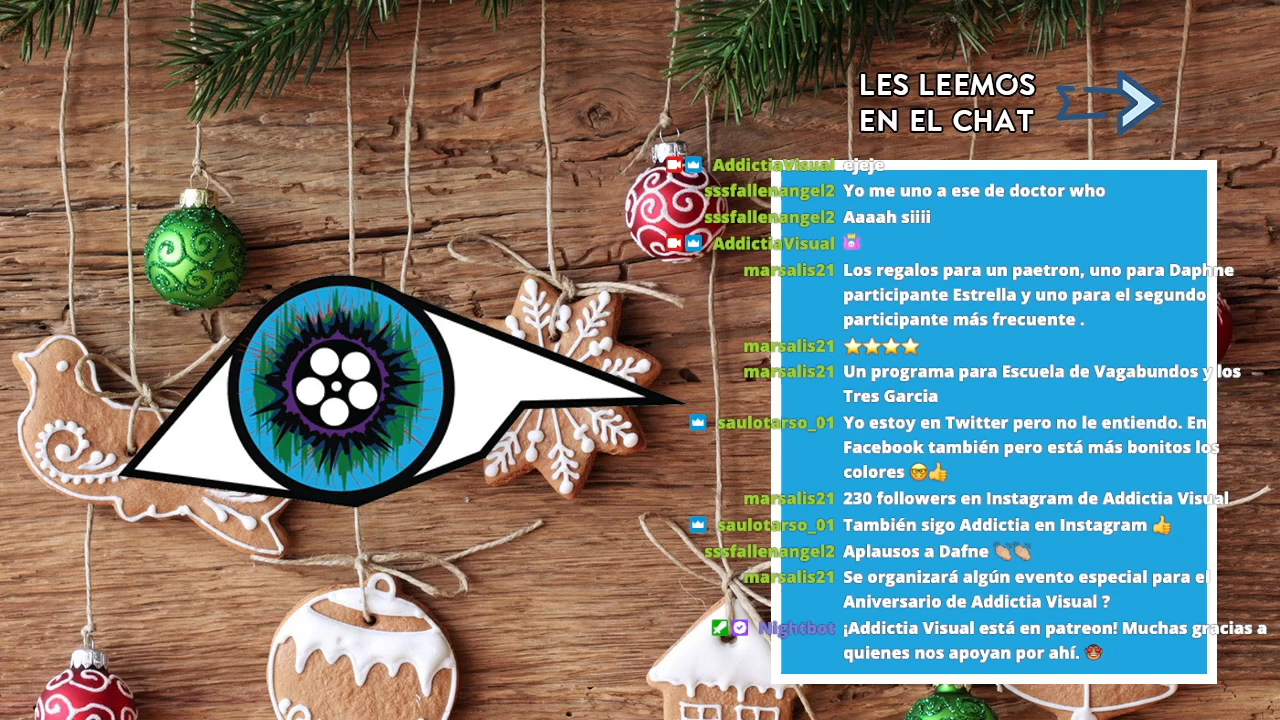 LES LEEMOS
EN EL CHAT
AddictiaVisual ejeje
sssfallenangel2 Yo me uno a ese de doctor who
sssfallenangel2 Aaaah siiii
AddictiaVisual
marsalis21 Los regalos para un paetron, uno para Daphne
participante Estrella y uno para el segundo
participante más frecuente .
marsalis21 ⭐⭐⭐⭐
marsalis21 Un programa para Escuela de Vagabundos y los
Tres Garcia
saulotarso_01 Yo estoy en Twitter pero no le entiendo. En
Facebook también pero está más bonitos los
colores 🤓👍
marsalis21 230 followers en Instagram de Addictia Visual
saulotarso_01 También sigo Addictia en Instagram 👍
sssfallenangel2 Aplausos a Dafne 👏👏
marsalis21 Se organizará algún evento especial para el
Aniversario de Addictia Visual ?
Nightbot ¡Addictia Visual está en patreon! Muchas gracias a
quienes nos apoyan por ahí.